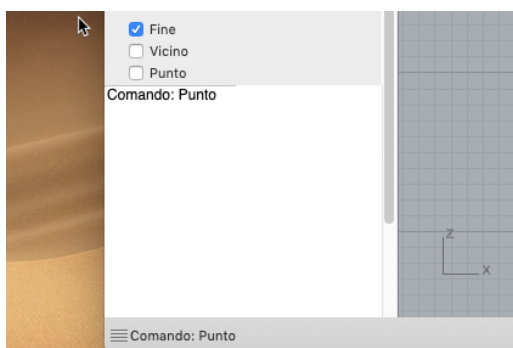 Fine
Vicino
Punto
Comando: Punto
z
x
Comando: Punto